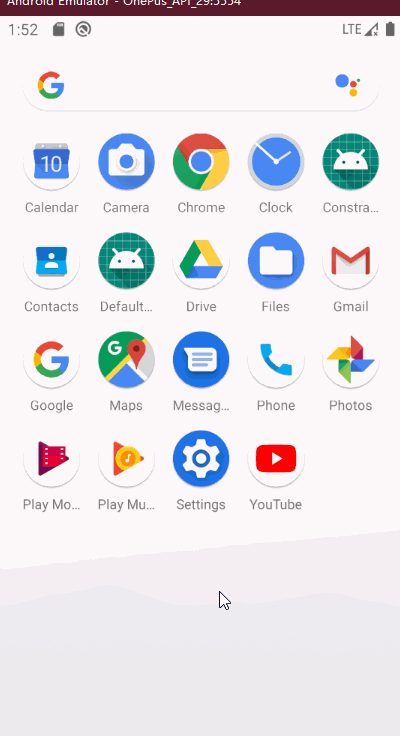 Android Emulator - OnePus_API_29:5554
1:52
LTE
Calendar
Camera
Chrome
Clock
Constra...
Contacts
Default...
Drive
Files
Gmail
Google
Maps
Messag...
Phone
Photos
Play Mo...
Play Mu...
Settings
YouTube
10